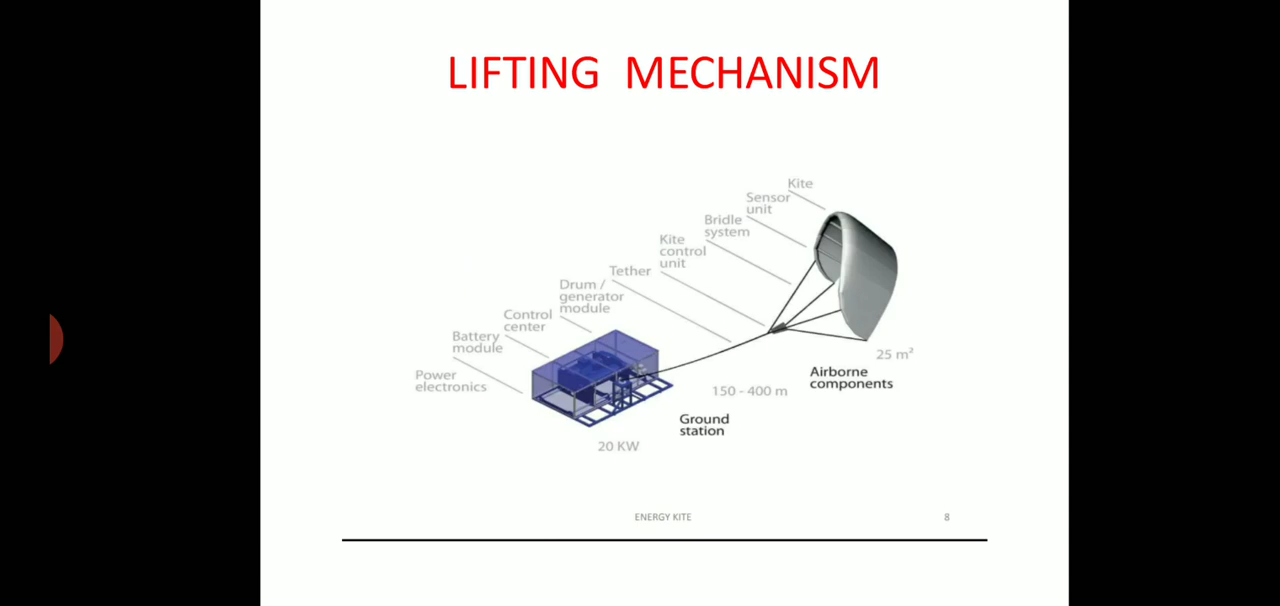 LIFTING MECHANISM
Kite
Sensor
unit
Bridle
system
Kite
control
unit
Tether
Drum /
generator
module
Control
center
Battery
module
Power
electronics
25 m²
Airborne
components
150 - 400 m
Ground
station
20 KW
ENERGY KITE
8